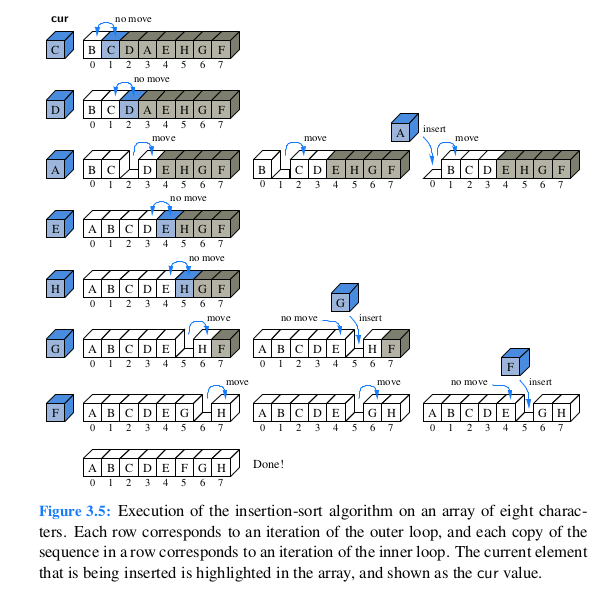 cur
no move
C B C D A E H G F
0 1 2 3 4 5 6 7
no move
D B C D A E H G F
0 1 2 3 4 5 6 7
A insert
move move move
A B C D E H G F B C D E H G F B C D E H G F
0 1 2 3 4 5 6 7 0 1 2 3 4 5 6 7 0 1 2 3 4 5 6 7
no move
E A B C D E H G F
0 1 2 3 4 5 6 7
no move
H A B C D E H G F
0 1 2 3 4 5 6 7
G
move no move insert
G A B C D E H F A B C D E H F
0 1 2 3 4 5 6 7 0 1 2 3 4 5 6 7
F
move move no move insert
F A B C D E G H A B C D E G H A B C D E G H
0 1 2 3 4 5 6 7 0 1 2 3 4 5 6 7 0 1 2 3 4 5 6 7
A B C D E F G H Done!
0 1 2 3 4 5 6 7
Figure 3.5: Execution of the insertion-sort algorithm on an array of eight charac-
ters. Each row corresponds to an iteration of the outer loop, and each copy of the
sequence in a row corresponds to an iteration of the inner loop. The current element
that is being inserted is highlighted in the array, and shown as the cur value.